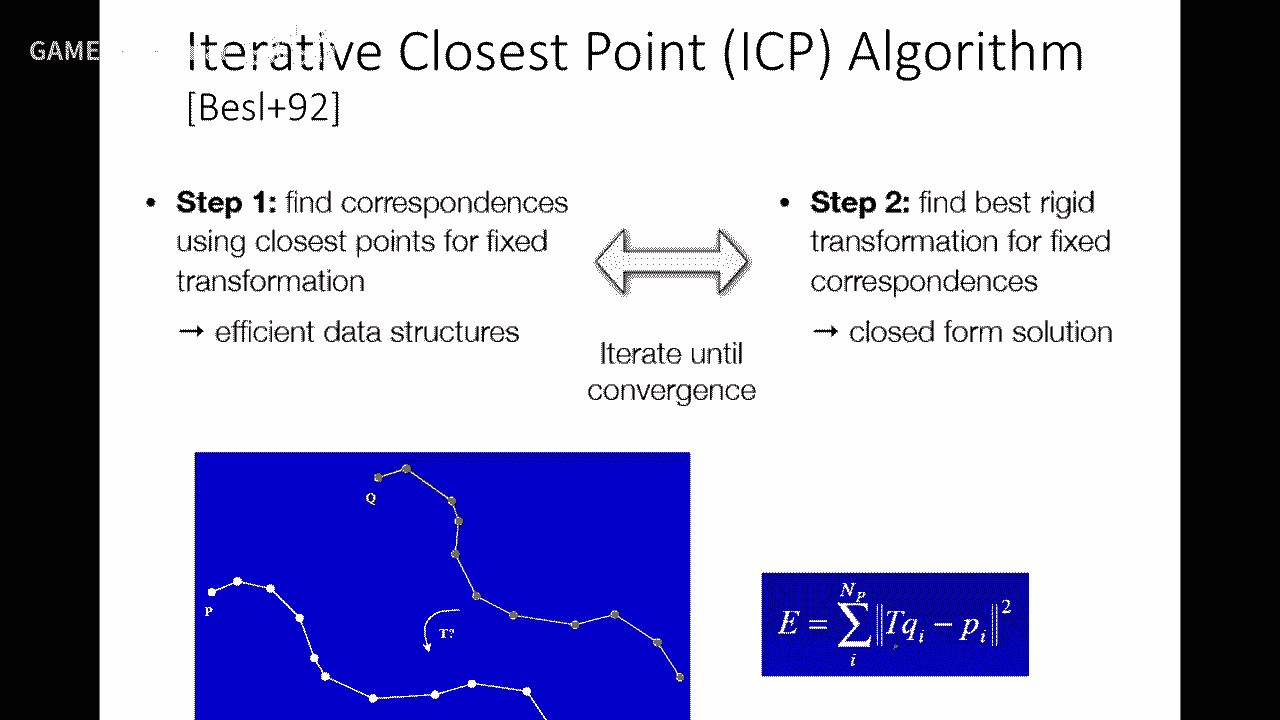 GAME
Iterative Closest Point (ICP) Algorithm
[Besl+92]
• Step 1: find correspondences
using closest points for fixed
transformation
→ efficient data structures
Iterate until
convergence
• Step 2: find best rigid
transformation for fixed
correspondences
→ closed form solution
Q
P
T?
E = \sum_{i}^{N_P} \|Tq_i - p_i\|^2